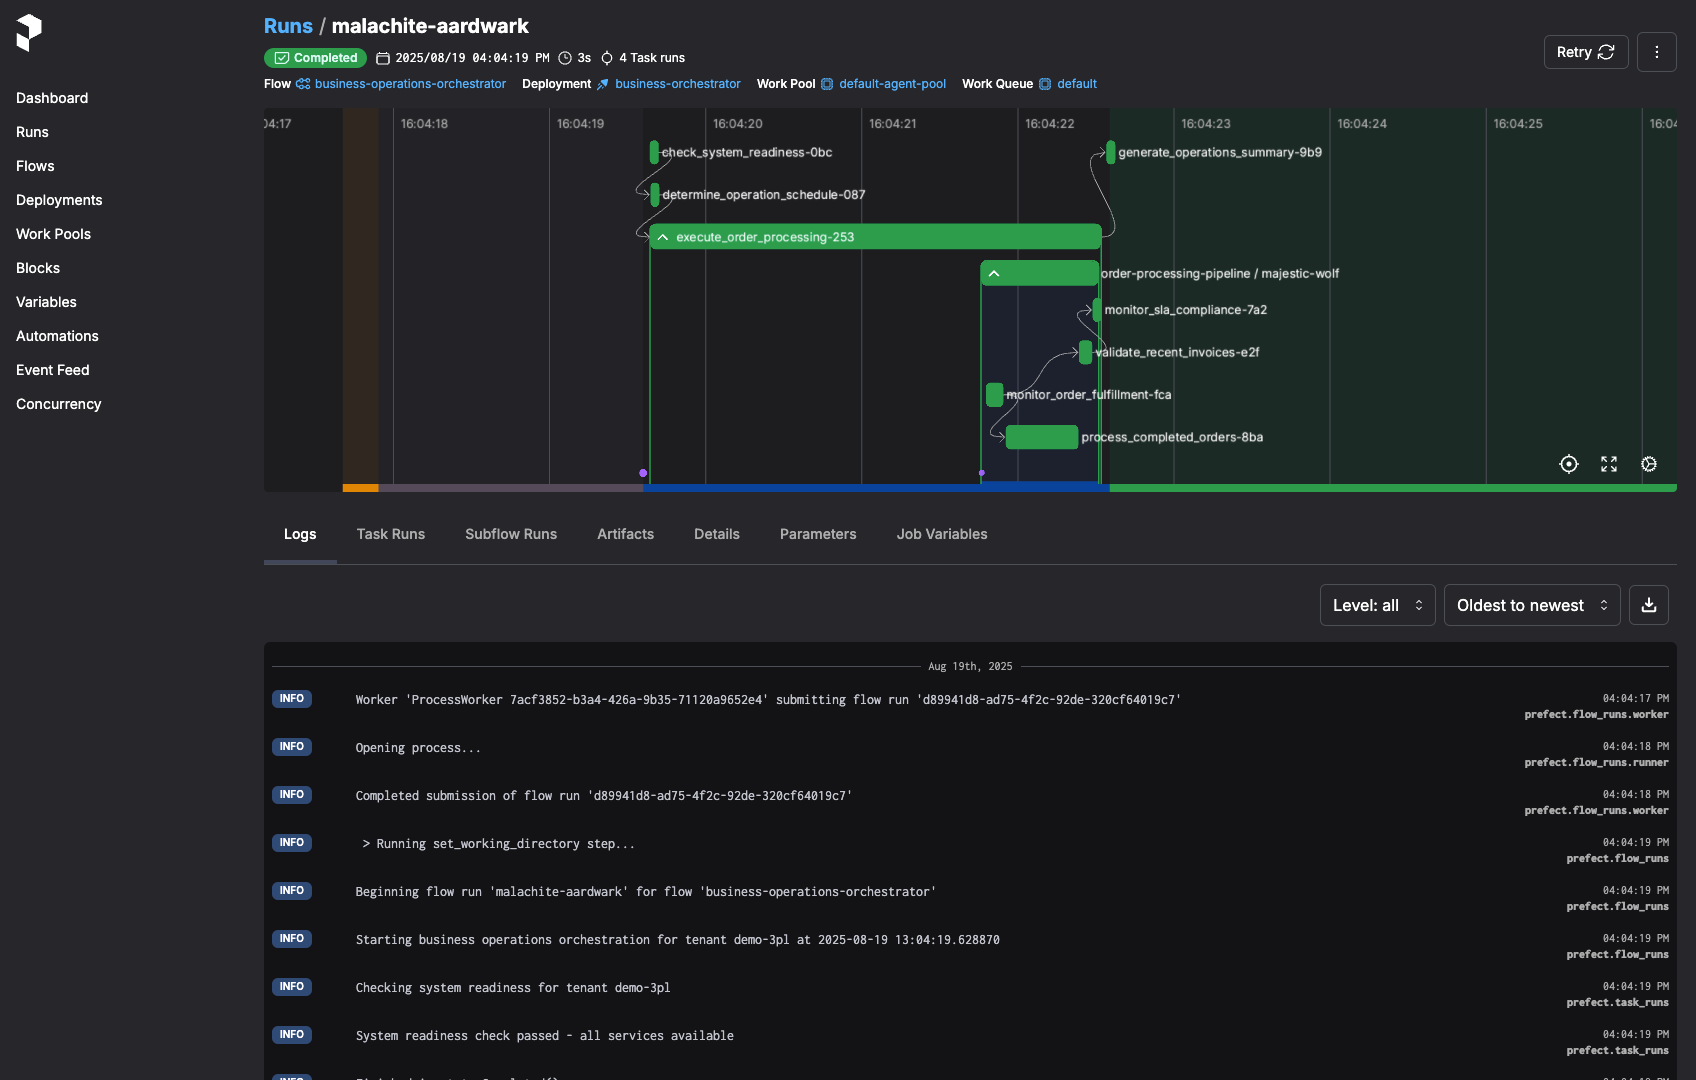 Runs / malachite-aardwark
Completed 2025/08/19 04:04:19 PM 3s 4 Task runs
Flow business-operations-orchestrator Deployment business-orchestrator Work Pool default-agent-pool Work Queue default
Retry
Dashboard
Runs
Flows
Deployments
Work Pools
Blocks
Variables
Automations
Event Feed
Concurrency
04:17 16:04:18 16:04:19 16:04:20 16:04:21 16:04:22 16:04:23 16:04:24 16:04:25 16:04
check_system_readiness-0bc
generate_operations_summary-9b9
determine_operation_schedule-087
execute_order_processing-253
order-processing-pipeline / majestic-wolf
monitor_sla_compliance-7a2
validate_recent_invoices-e2f
monitor_order_fulfillment-fca
process_completed_orders-8ba
Logs Task Runs Subflow Runs Artifacts Details Parameters Job Variables
Level: all Oldest to newest
Aug 19th, 2025
INFO Worker 'ProcessWorker 7acf3852-b3a4-426a-9b35-71120a9652e4' submitting flow run 'd89941d8-ad75-4f2c-92de-320cf64019c7' 04:04:17 PM
prefect.flow_runs.worker
INFO Opening process... 04:04:18 PM
prefect.flow_runs.runner
INFO Completed submission of flow run 'd89941d8-ad75-4f2c-92de-320cf64019c7' 04:04:18 PM
prefect.flow_runs.worker
INFO > Running set_working_directory step... 04:04:19 PM
prefect.flow_runs
INFO Beginning flow run 'malachite-aardwark' for flow 'business-operations-orchestrator' 04:04:19 PM
prefect.flow_runs
INFO Starting business operations orchestration for tenant demo-3pl at 2025-08-19 13:04:19.628870 04:04:19 PM
prefect.flow_runs
INFO Checking system readiness for tenant demo-3pl 04:04:19 PM
prefect.task_runs
INFO System readiness check passed - all services available 04:04:19 PM
prefect.task_runs